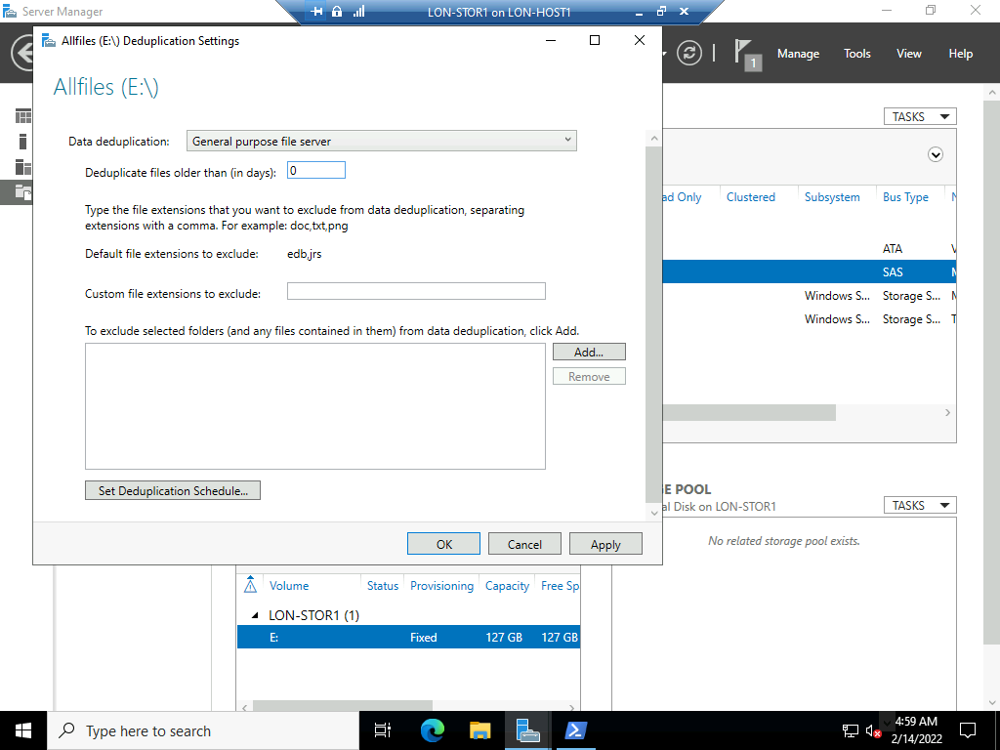 Server Manager
LON-STOR1 on LON-HOST1
Allfiles (E:\) Deduplication Settings
1
Manage
Tools
View
Help
Allfiles (E:\)
TASKS
Data deduplication:
General purpose file server
Deduplicate files older than (in days):
0
ad Only
Clustered
Subsystem
Bus Type
Type the file extensions that you want to exclude from data deduplication, separating
extensions with a comma. For example: doc,txt,png
Default file extensions to exclude:
edb,jrs
ATA
SAS
Custom file extensions to exclude:
Windows S...
Storage S...
Windows S...
Storage S...
To exclude selected folders (and any files contained in them) from data deduplication, click Add.
Add...
Remove
Set Deduplication Schedule...
E POOL
al Disk on LON-STOR1
TASKS
No related storage pool exists.
OK
Cancel
Apply
Volume
Status
Provisioning
Capacity
Free Sp
LON-STOR1 (1)
E:
Fixed
127 GB
127 GB
Type here to search
4:59 AM
2/14/2022